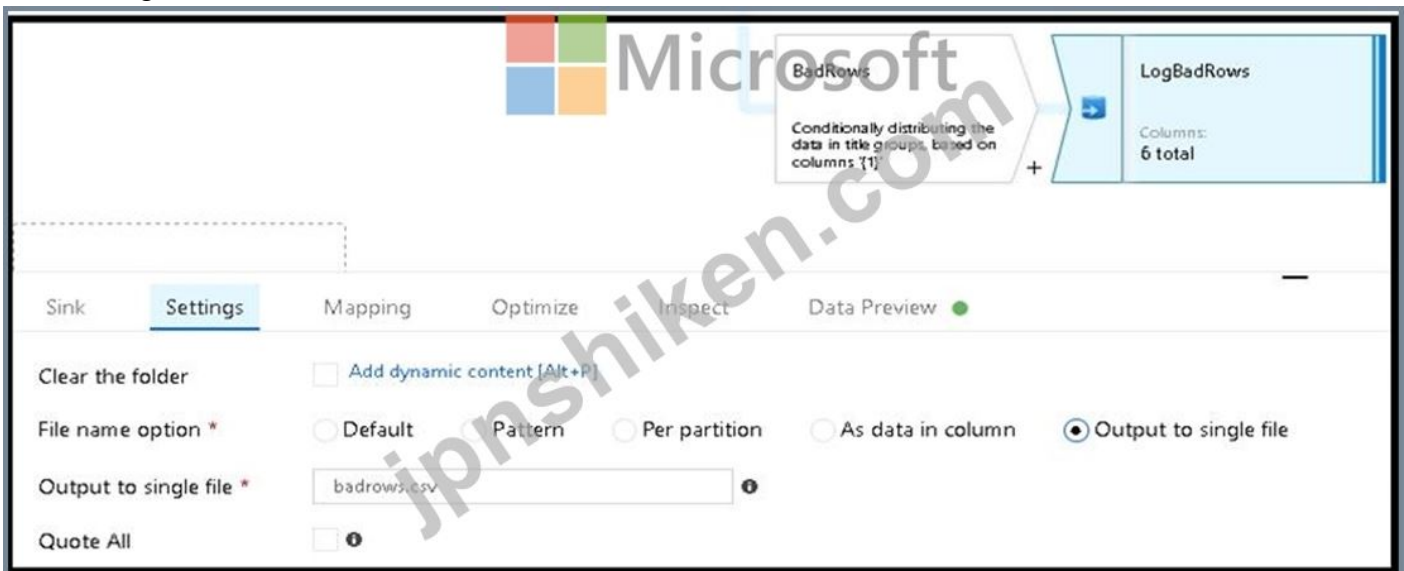 Microsoft
BadRows
LogBadRows
Conditionally distributing the
data in title groups, based on
columns '{1}'
Columns:
6 total
+
jpnshiken.com
Sink Settings Mapping Optimize Inspect Data Preview
Clear the folder Add dynamic content [Alt+P]
File name option * Default Pattern Per partition As data in column Output to single file
Output to single file * badrows.csv
Quote All